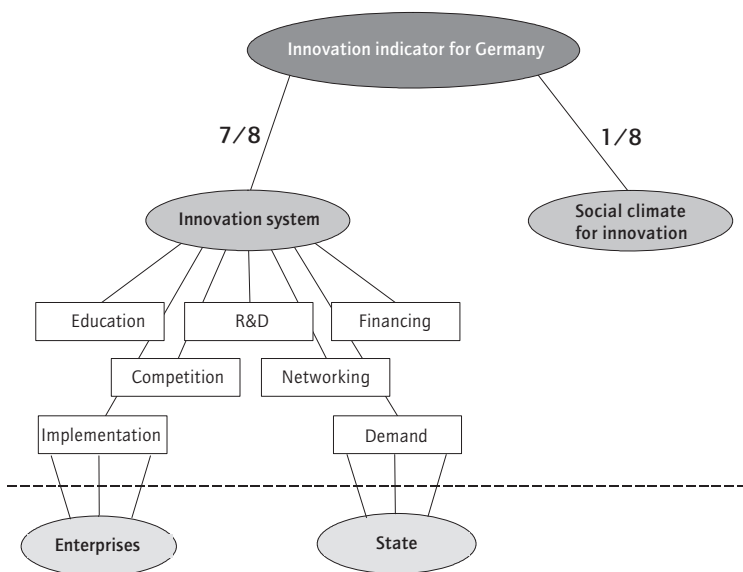 Innovation indicator for Germany
7/8
1/8
Innovation system
Social climate
for innovation
Education
R&D
Financing
Competition
Networking
Implementation
Demand
Enterprises
State